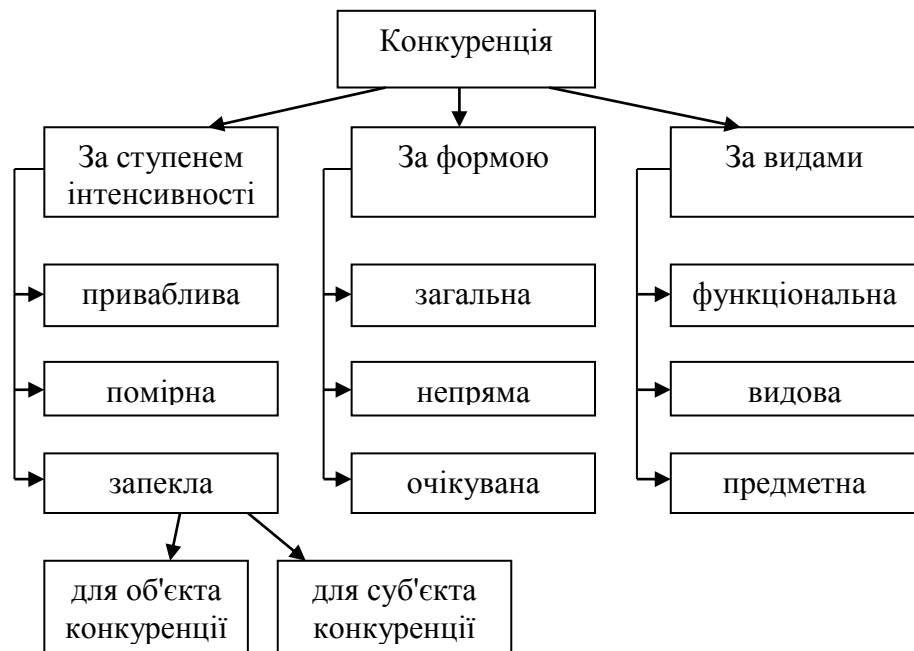 Конкуренція
За ступенем
інтенсивності
За формою
За видами
приваблива
загальна
функціональна
помірна
непряма
видова
запекла
очікувана
предметна
для об'єкта
конкуренції
для суб'єкта
конкуренції